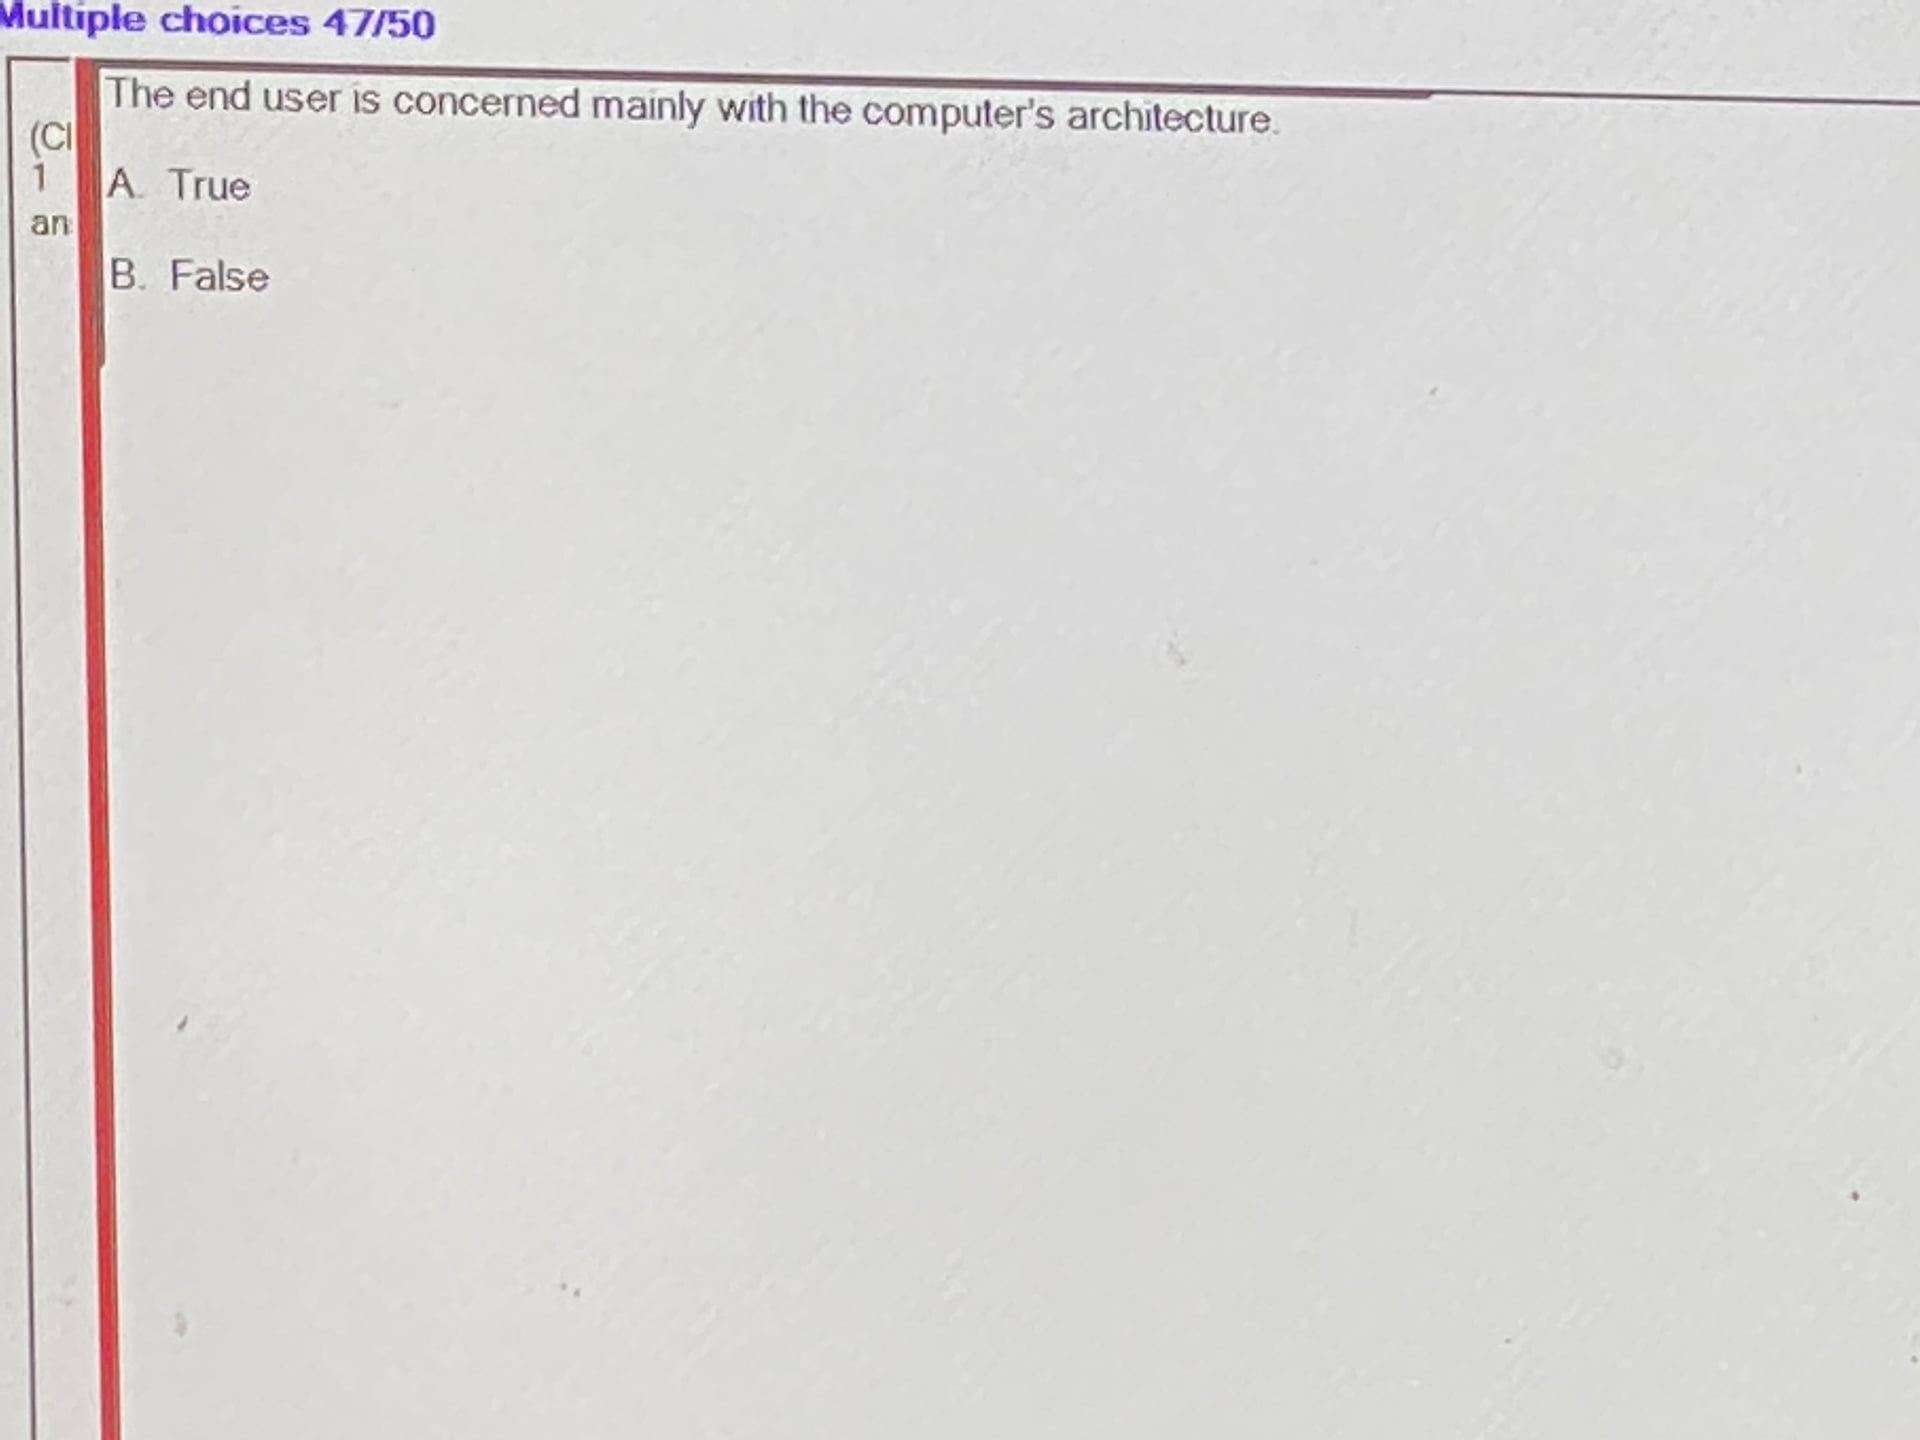 Multiple choices 47/50
The end user is concerned mainly with the computer's architecture.
(Cl
1
an
A. True
B. False